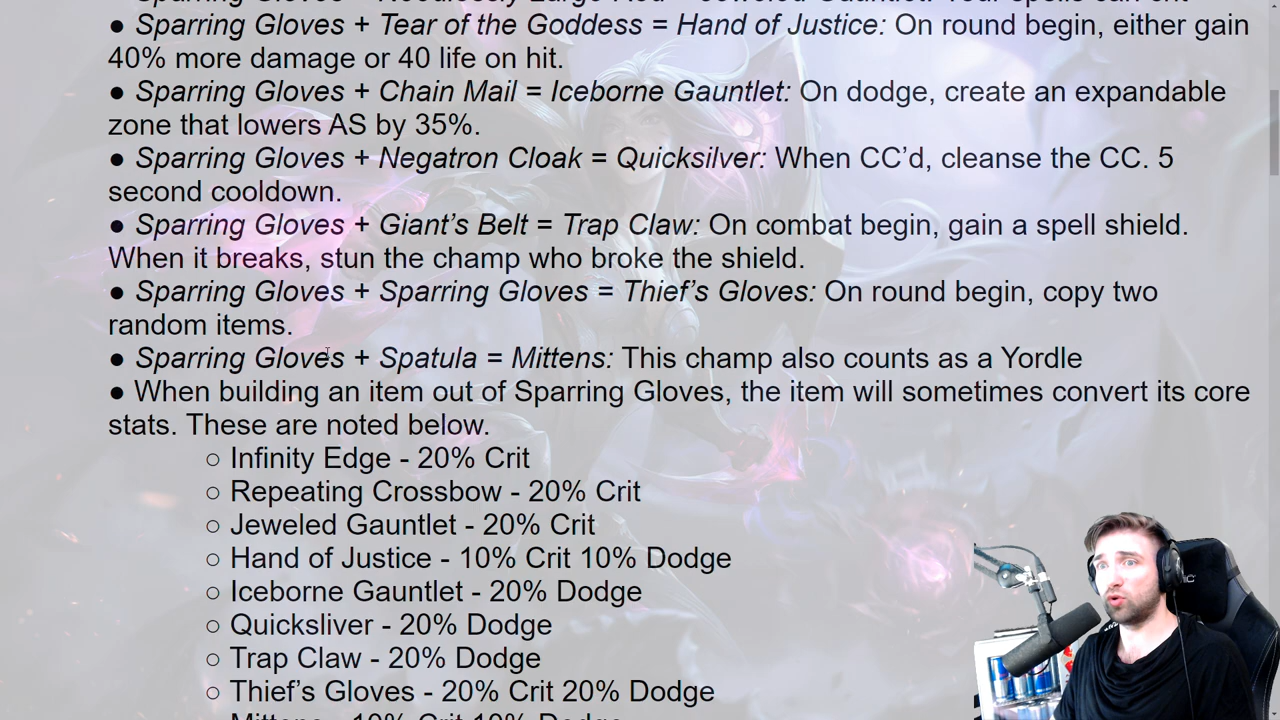 ● Sparring Gloves + Tear of the Goddess = Hand of Justice: On round begin, either gain
40% more damage or 40 life on hit.
● Sparring Gloves + Chain Mail = Iceborne Gauntlet: On dodge, create an expandable
zone that lowers AS by 35%.
● Sparring Gloves + Negatron Cloak = Quicksilver: When CC’d, cleanse the CC. 5
second cooldown.
● Sparring Gloves + Giant’s Belt = Trap Claw: On combat begin, gain a spell shield.
When it breaks, stun the champ who broke the shield.
● Sparring Gloves + Sparring Gloves = Thief’s Gloves: On round begin, copy two
random items.
● Sparring Gloves + Spatula = Mittens: This champ also counts as a Yordle
● When building an item out of Sparring Gloves, the item will sometimes convert its core
stats. These are noted below.
○ Infinity Edge - 20% Crit
○ Repeating Crossbow - 20% Crit
○ Jeweled Gauntlet - 20% Crit
○ Hand of Justice - 10% Crit 10% Dodge
○ Iceborne Gauntlet - 20% Dodge
○ Quicksliver - 20% Dodge
○ Trap Claw - 20% Dodge
○ Thief’s Gloves - 20% Crit 20% Dodge